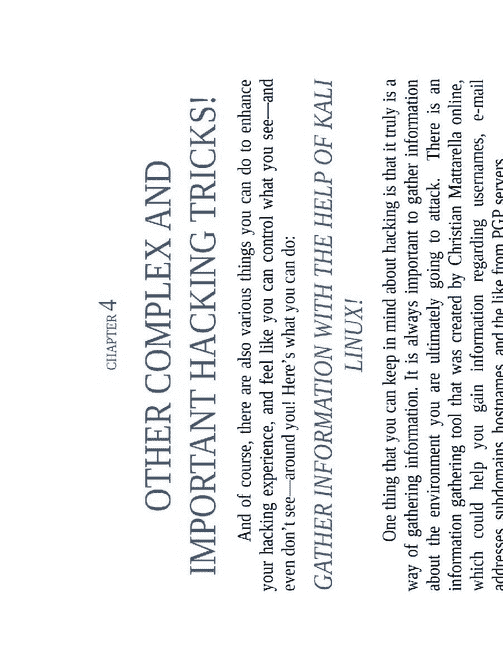 CHAPTER 4
OTHER COMPLEX AND
IMPORTANT HACKING TRICKS!
And of course, there are also various things you can do to enhance
your hacking experience, and feel like you can control what you see—and
even don't see—around you! Here's what you can do:
GATHER INFORMATION WITH THE HELP OF KALI
LINUX!
One thing that you can keep in mind about hacking is that it truly is a
way of gathering information. It is always important to gather information
about the environment you are ultimately going to attack. There is an
information gathering tool that was created by Christian Mattarella online,
which could help you gain information regarding usernames, e-mail
addresses, subdomains, hostnames, and the like from PGP servers